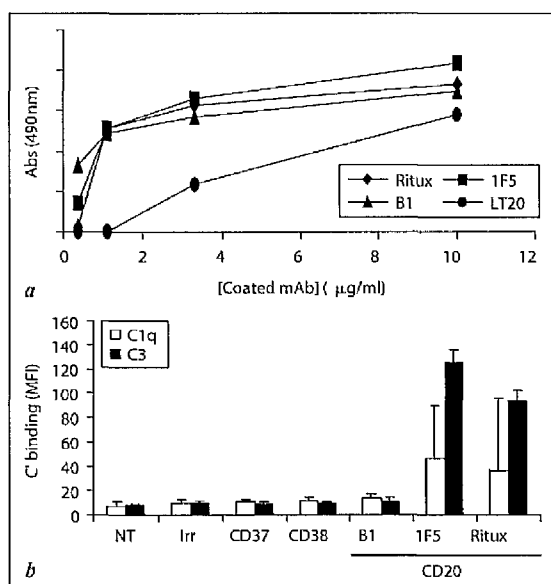 Abs (490nm)
Ritux
1F5
B1
LT20
0 2 4 6 8 10
a
[Coated mAb] ( μg/ml)
b
C' binding (MFI)
160
140
120
100
80
60
40
20
0
C1q
C3
NT Irr CD37 CD38 B1 1F5 Ritux
CD20